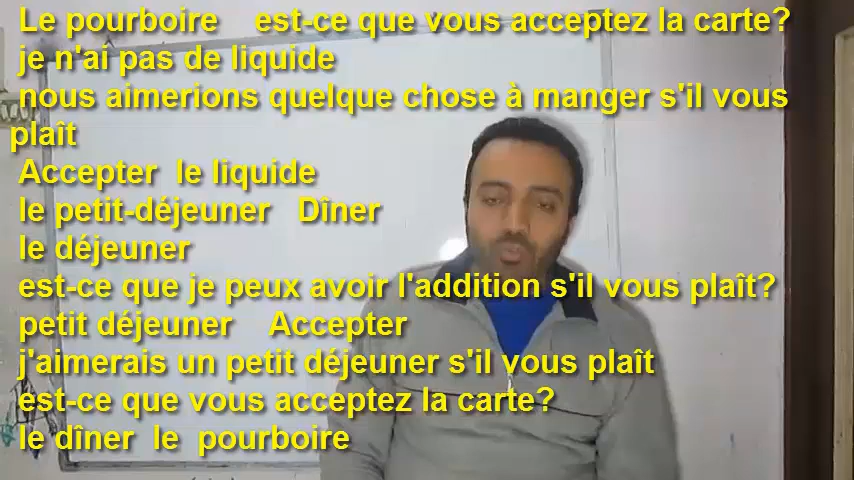 Le pourboire est-ce que vous acceptez la carte?
je n'ai pas de liquide
nous aimerions quelque chose à manger s'il vous
plaît
Accepter le liquide
le petit-déjeuner Dîner
le déjeuner
est-ce que je peux avoir l'addition s'il vous plaît?
petit déjeuner Accepter
j'aimerais un petit déjeuner s'il vous plaît
est-ce que vous acceptez la carte?
le dîner le pourboire